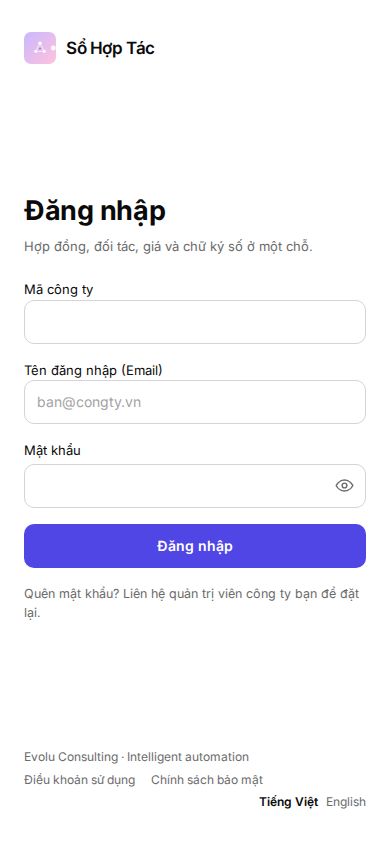 Sổ Hợp Tác
Đăng nhập
Hợp đồng, đối tác, giá và chữ ký số ở một chỗ.
Mã công ty
Tên đăng nhập (Email)
ban@congty.vn
Mật khẩu
Đăng nhập
Quên mật khẩu? Liên hệ quản trị viên công ty bạn để đặt
lại.
Evolu Consulting · Intelligent automation
Điều khoản sử dụng Chính sách bảo mật
Tiếng Việt English